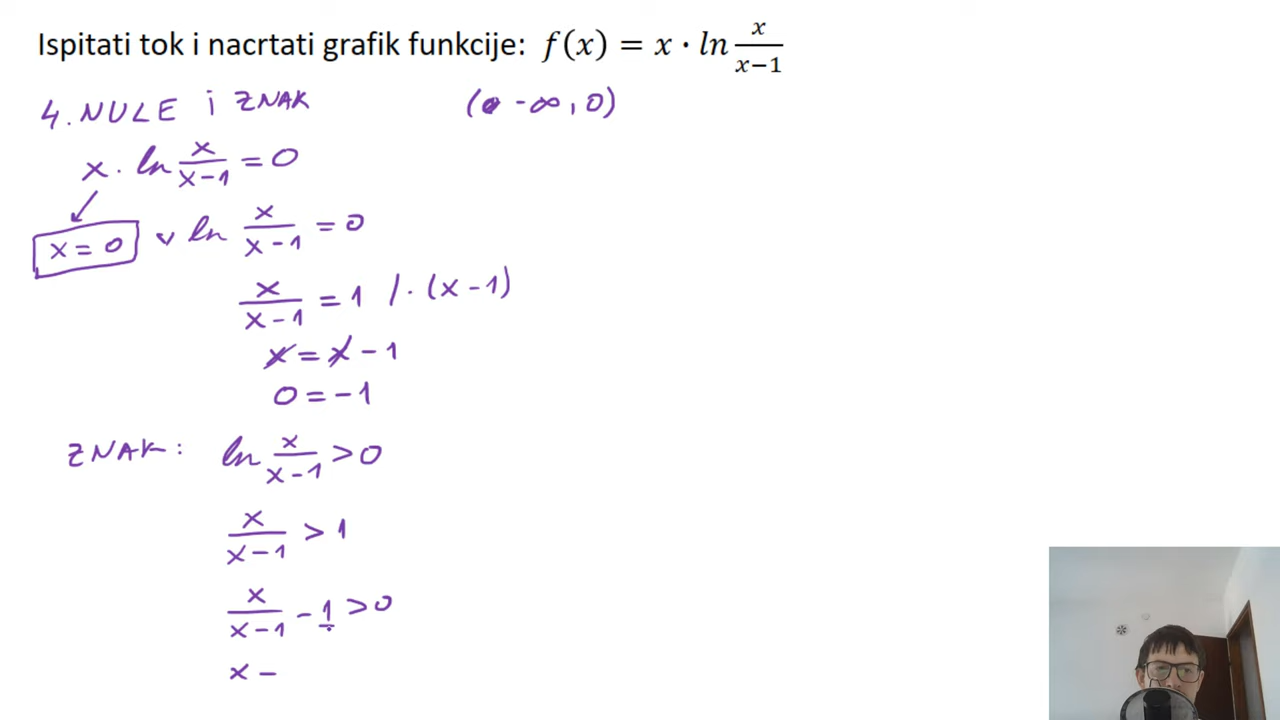 Ispitati tok i nacrtati grafik funkcije: f(x) = x · ln x/(x−1)
4. NULE i ZNAK (-∞, 0)
x · ln x/(x-1) = 0
x = 0 ∨ ln x/(x-1) = 0
x/(x-1) = 1 / · (x-1)
x = x - 1
0 = -1
ZNAK: ln x/(x-1) > 0
x/(x-1) > 1
x/(x-1) - 1 > 0
x -